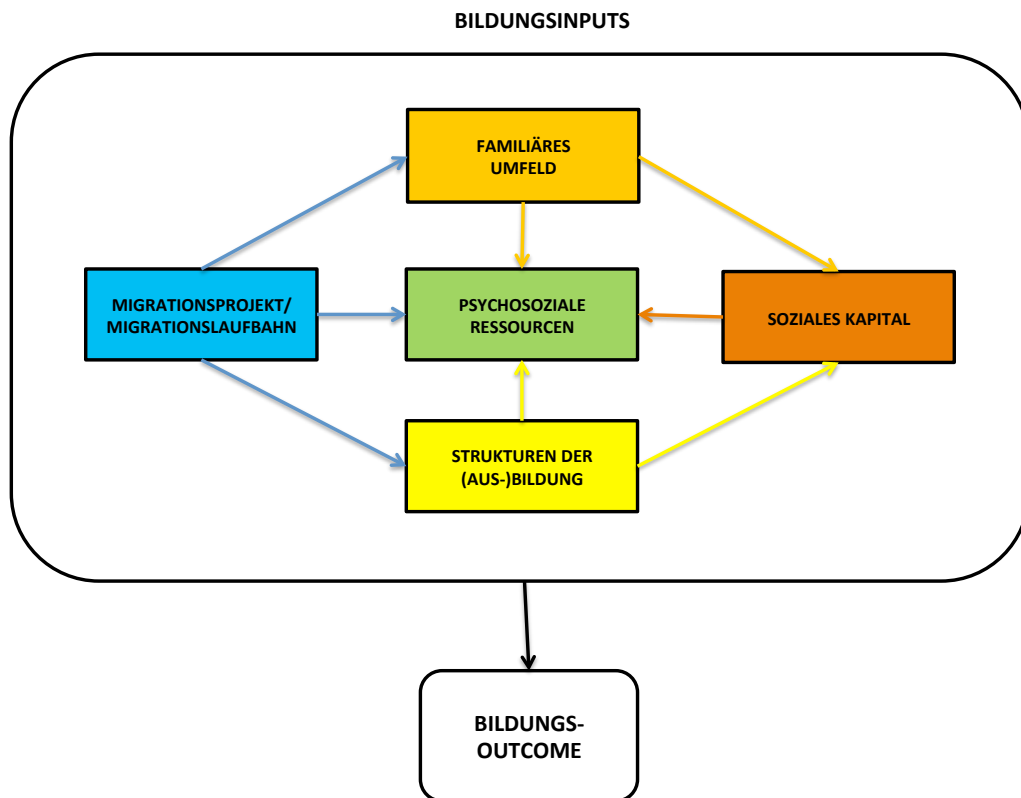 BILDUNGSINPUTS
FAMILIÄRES
UMFELD
MIGRATIONSPROJEKT/
MIGRATIONSLAUFBAHN
PSYCHOSOZIALE
RESSOURCEN
SOZIALES KAPITAL
STRUKTUREN DER
(AUS-)BILDUNG
BILDUNGS-
OUTCOME